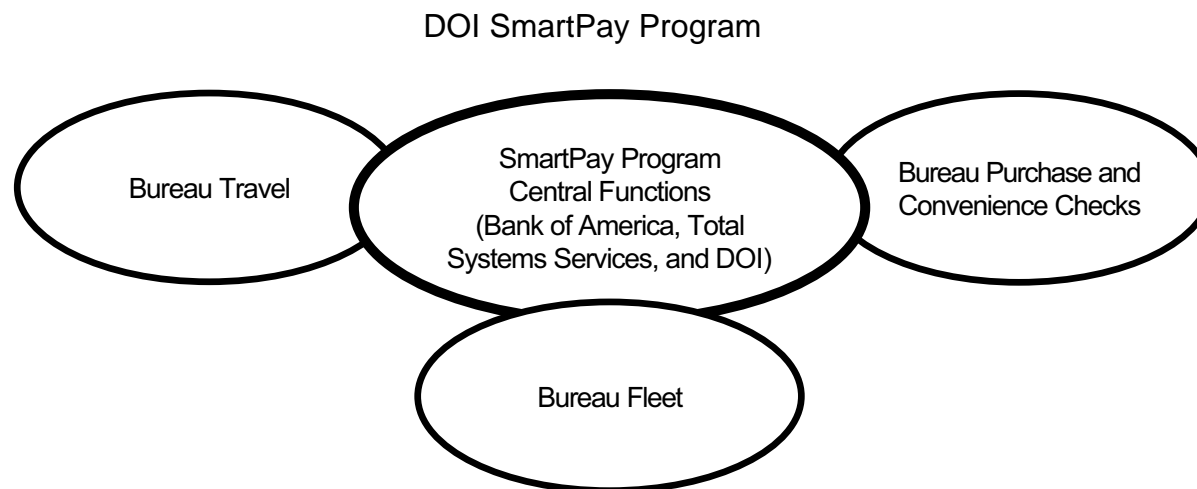 DOI SmartPay Program
Bureau Travel
SmartPay Program
Central Functions
(Bank of America, Total
Systems Services, and DOI)
Bureau Purchase and
Convenience Checks
Bureau Fleet